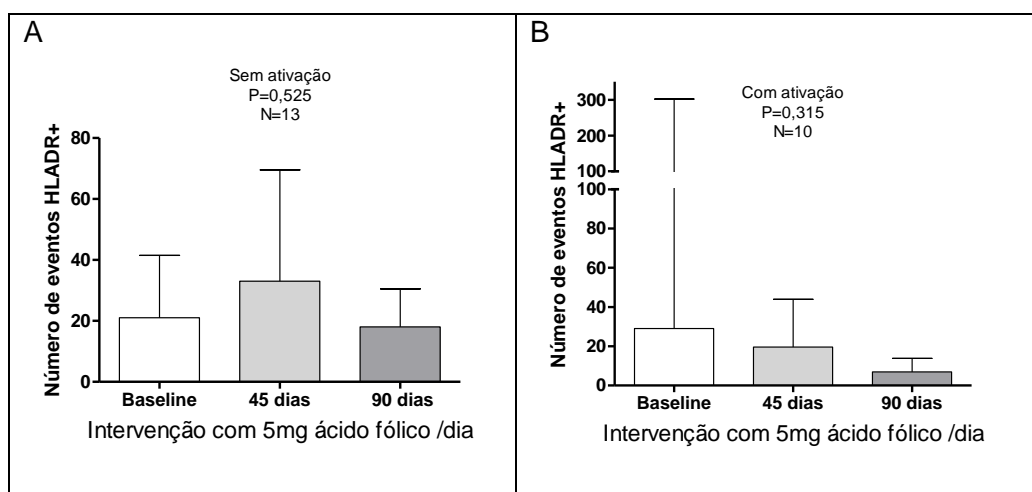 A
Sem ativação
P=0,525
N=13
Número de eventos HLADR+
80
60
40
20
0
Baseline 45 dias 90 dias
Intervenção com 5mg ácido fólico /dia
B
Com ativação
P=0,315
N=10
Número de eventos HLADR+
300
200
100
100
80
60
40
20
0
Baseline 45 dias 90 dias
Intervenção com 5mg ácido fólico /dia